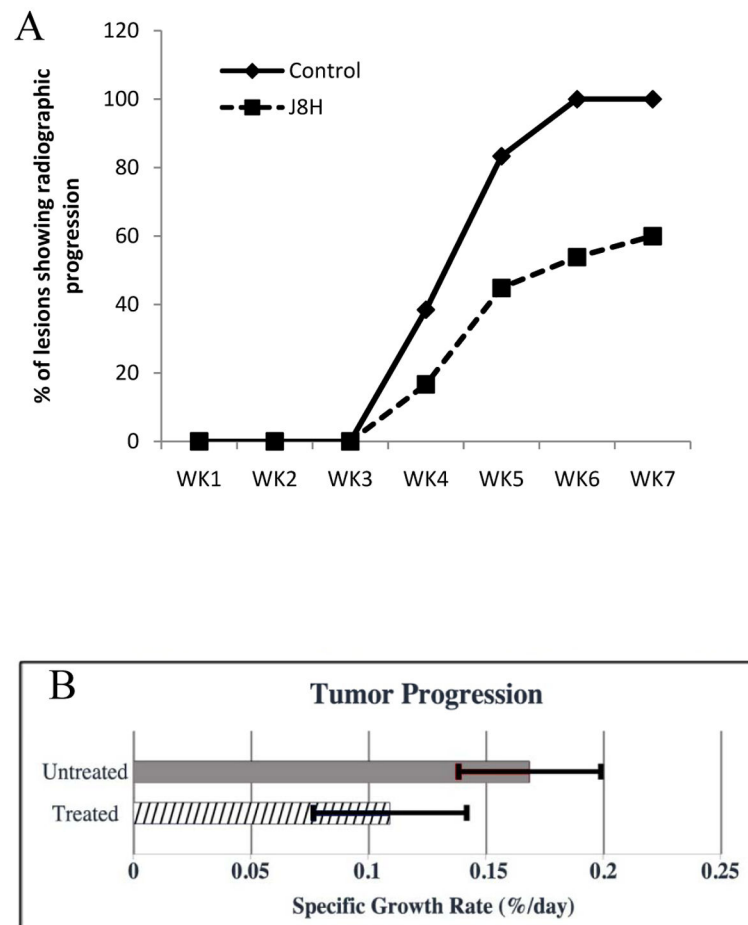 A
% of lesions showing radiographic
progression
120
100
80
60
40
20
0
Control
J8H
WK1 WK2 WK3 WK4 WK5 WK6 WK7
B
Tumor Progression
Untreated
Treated
0 0.05 0.1 0.15 0.2 0.25
Specific Growth Rate (%/day)